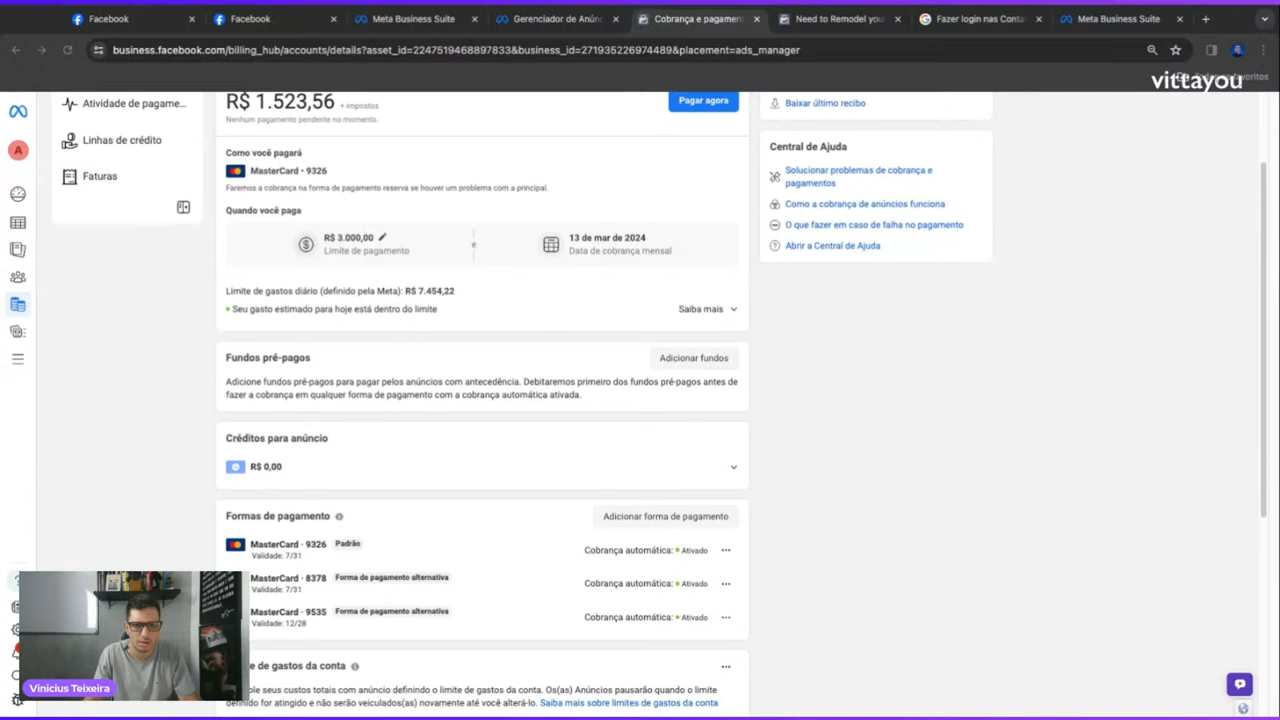 Facebook
Facebook
Meta Business Suite
Gerenciador de Anún
Cobrança e pagamen
Need to Remodel you
Fazer login nas Conta
Meta Business Suite
business.facebook.com/billing_hub/accounts/details?asset_id=2247519468897833&business_id=271935226974489&placement=ads_manager
vittayou
Atividade de pagame...
Linhas de crédito
Faturas
A
R$ 1.523,56 + impostos
Nenhum pagamento pendente no momento.
Pagar agora
Como você pagará
MasterCard · 9326
Faremos a cobrança na forma de pagamento reserva se houver um problema com a principal.
Quando você paga
R$ 3.000,00
Limite de pagamento
e
13 de mar de 2024
Data de cobrança mensal
Limite de gastos diário (definido pela Meta): R$ 7.454,22
Seu gasto estimado para hoje está dentro do limite
Saiba mais
Fundos pré-pagos
Adicionar fundos
Adicione fundos pré-pagos para pagar pelos anúncios com antecedência. Debitaremos primeiro dos fundos pré-pagos antes de
fazer a cobrança em qualquer forma de pagamento com a cobrança automática ativada.
Créditos para anúncio
R$ 0,00
Formas de pagamento
Adicionar forma de pagamento
MasterCard · 9326 Padrão
Validade: 7/31
Cobrança automática: Ativado
MasterCard · 8378 Forma de pagamento alternativa
Validade: 7/31
Cobrança automática: Ativado
MasterCard · 9535 Forma de pagamento alternativa
Validade: 12/28
Cobrança automática: Ativado
e de gastos da conta
ole seus custos totais com anúncio definindo o limite de gastos da conta. Os(as) Anúncios pausarão quando o limite
definido for atingido e não serão veiculados(as) novamente até você alterá-lo. Saiba mais sobre limites de gastos da conta
Baixar último recibo
Central de Ajuda
Solucionar problemas de cobrança e
pagamentos
Como a cobrança de anúncios funciona
O que fazer em caso de falha no pagamento
Abrir a Central de Ajuda
Vinicius Teixeira